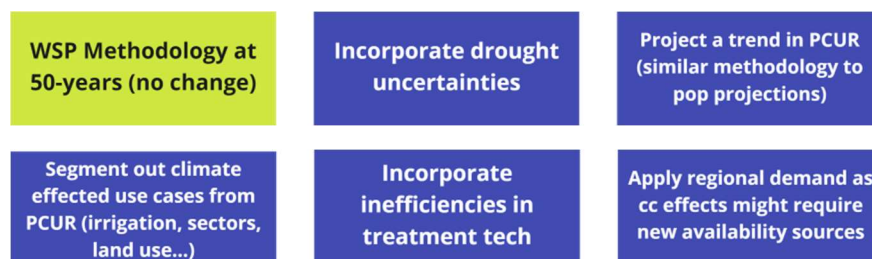 WSP Methodology at
50-years (no change)
Incorporate drought
uncertainties
Project a trend in PCUR
(similar methodology to
pop projections)
Segment out climate
effected use cases from
PCUR (irrigation, sectors,
land use...)
Incorporate
inefficiencies in
treatment tech
Apply regional demand as
cc effects might require
new availability sources